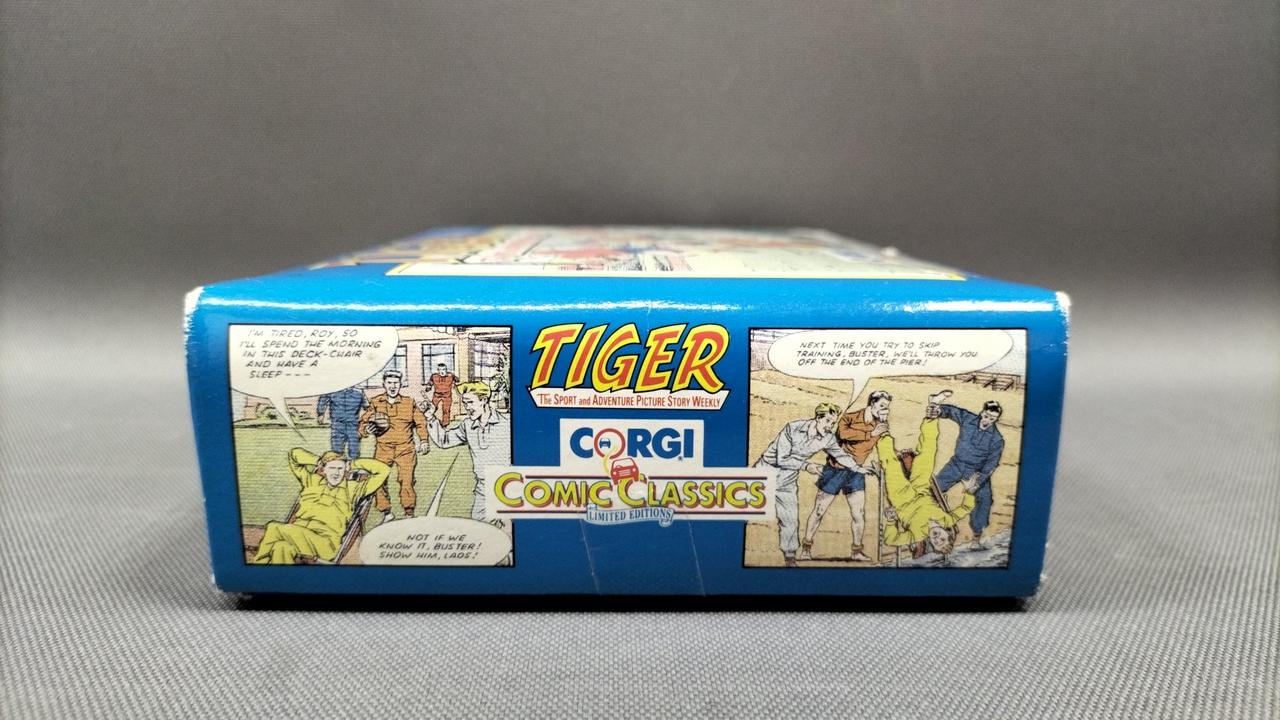 I'M TIRED, ROY, SO
I'LL SPEND THE MORNING
IN THIS DECK-CHAIR
AND HAVE A
SLEEP---
NOT IF WE
KNOW IT, BUSTER!
SHOW HIM, LADS!
TIGER
The SPORT and ADVENTURE PICTURE STORY WEEKLY
CORGI
COMIC CLASSICS
LIMITED EDITIONS
NEXT TIME YOU TRY TO SKIP
TRAINING, BUSTER, WE'LL THROW YOU
OFF THE END OF THE PIER!